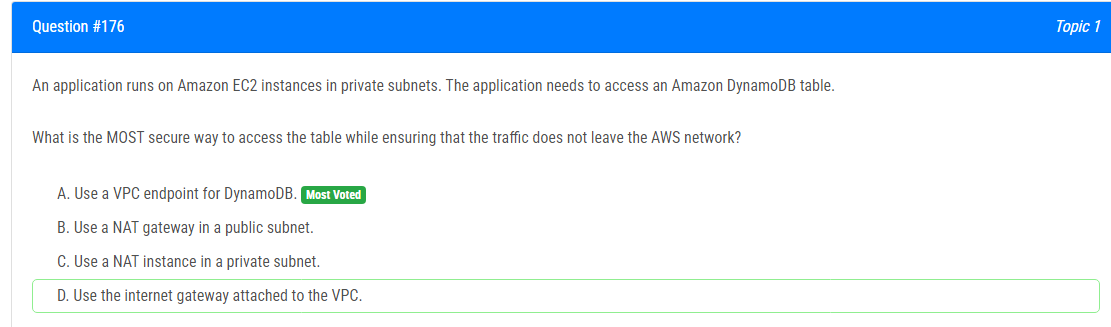 Question #176
Topic 1
An application runs on Amazon EC2 instances in private subnets. The application needs to access an Amazon DynamoDB table.
What is the MOST secure way to access the table while ensuring that the traffic does not leave the AWS network?
A. Use a VPC endpoint for DynamoDB. Most Voted
B. Use a NAT gateway in a public subnet.
C. Use a NAT instance in a private subnet.
D. Use the internet gateway attached to the VPC.